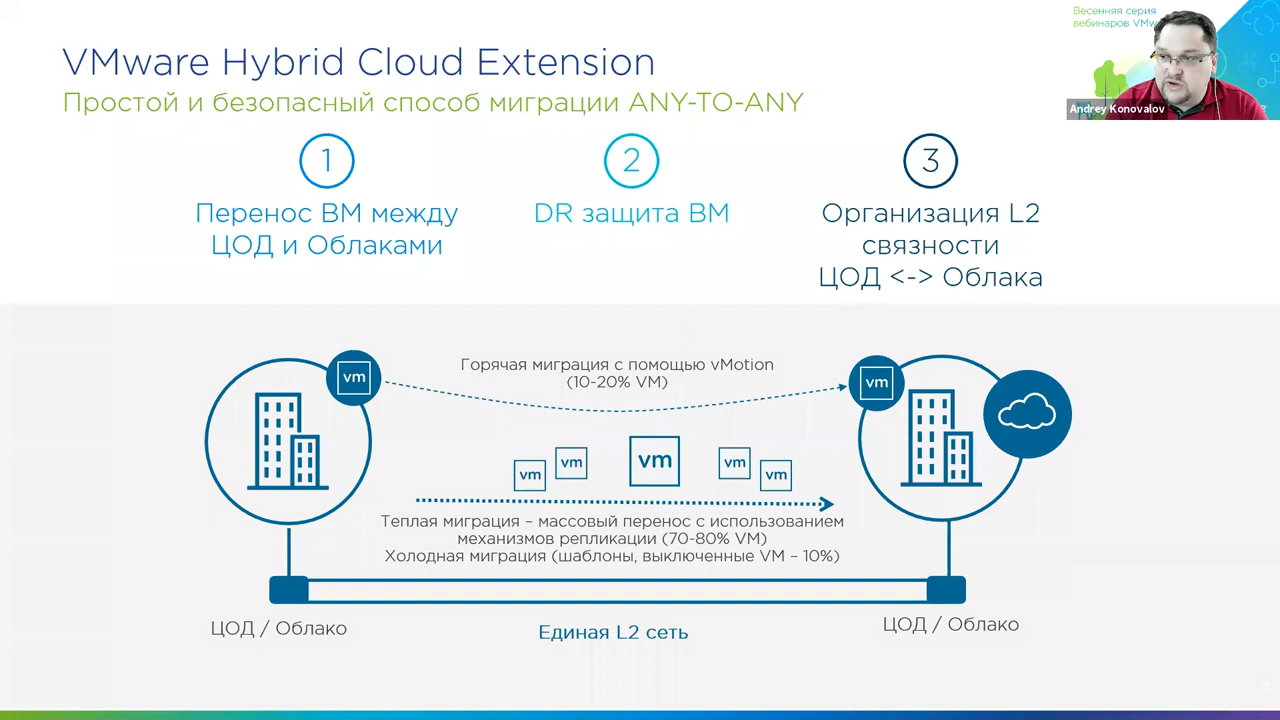 Весенняя серия
вебинаров VMw
Andrey Konovalov
VMware Hybrid Cloud Extension
Простой и безопасный способ миграции ANY-TO-ANY
1
2
3
Перенос ВМ между
ЦОД и Облаками
DR защита ВМ
Организация L2
связности
ЦОД <-> Облака
vm
Горячая миграция с помощью vMotion
(10-20% VM)
vm
vm
vm
vm
vm
vm
Теплая миграция – массовый перенос с использованием
механизмов репликации (70-80% VM)
Холодная миграция (шаблоны, выключенные VM – 10%)
ЦОД / Облако
Единая L2 сеть
ЦОД / Облако